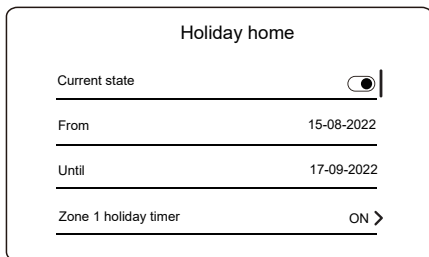 Holiday home
Current state
From 15-08-2022
Until 17-09-2022
Zone 1 holiday timer ON